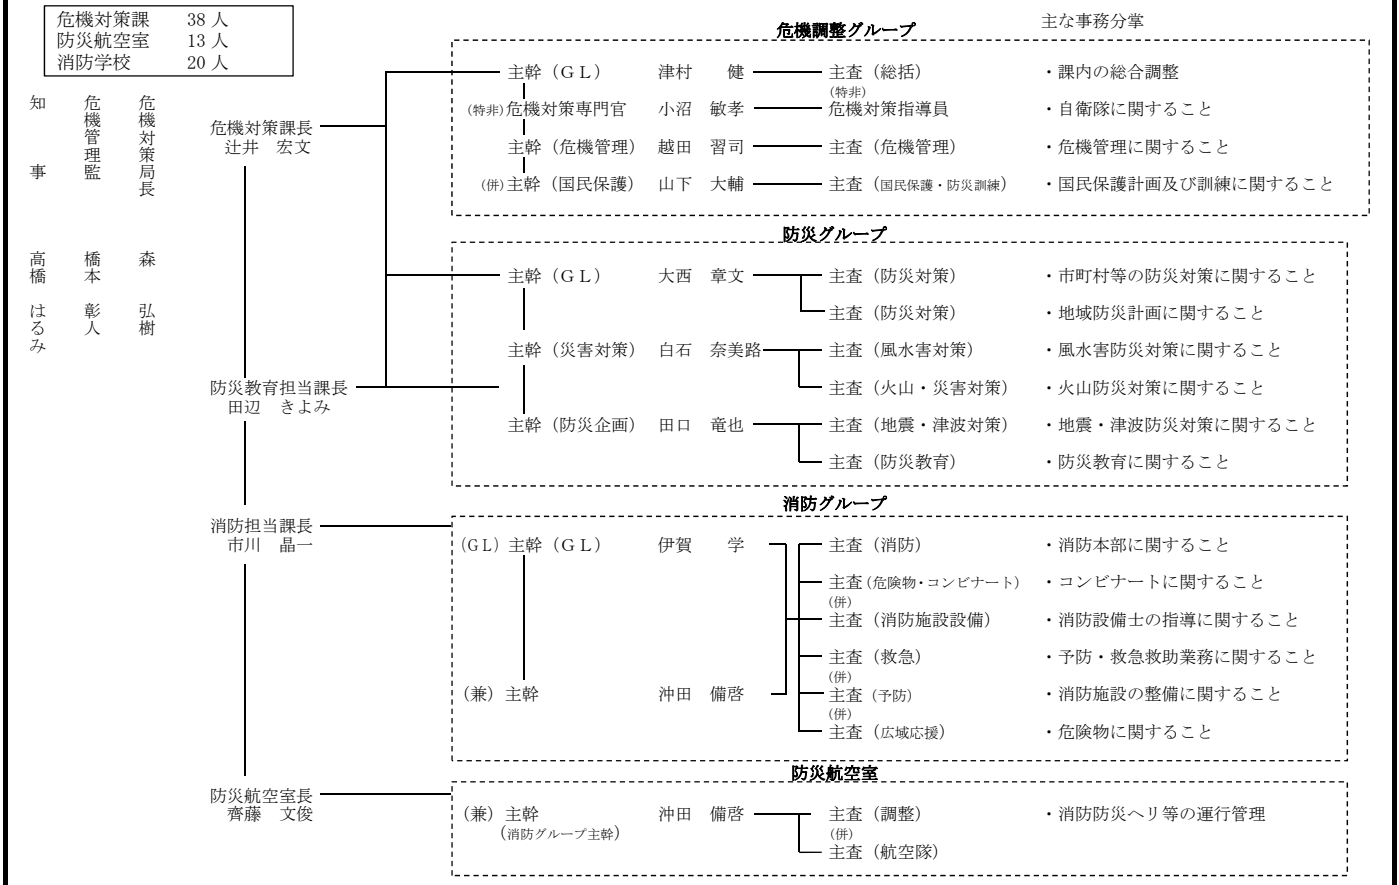 危機対策課 38人
防災航空室 13人
消防学校 20人
主な事務分掌
知事 高橋 はるみ
危機管理監 橋本 彰人
危機対策局長 森 弘樹
危機対策課長
辻井 宏文
防災教育担当課長
田辺 きよみ
消防担当課長
市川 晶一
防災航空室長
齊藤 文俊
危機調整グループ
主幹（ＧＬ） 津村 健 主査（総括） ・課内の総合調整
(特非)
(特非)危機対策専門官 小沼 敏孝 危機対策指導員 ・自衛隊に関すること
主幹（危機管理） 越田 習司 主査（危機管理） ・危機管理に関すること
(併)主幹（国民保護） 山下 大輔 主査（国民保護・防災訓練） ・国民保護計画及び訓練に関すること
防災グループ
主幹（ＧＬ） 大西 章文 主査（防災対策） ・市町村等の防災対策に関すること
主査（防災対策） ・地域防災計画に関すること
主幹（災害対策） 白石 奈美路 主査（風水害対策） ・風水害防災対策に関すること
主査（火山・災害対策） ・火山防災対策に関すること
主幹（防災企画） 田口 竜也 主査（地震・津波対策） ・地震・津波防災対策に関すること
主査（防災教育） ・防災教育に関すること
消防グループ
(GL) 主幹（ＧＬ） 伊賀 学 主査（消防） ・消防本部に関すること
主査（危険物・コンビナート） ・コンビナートに関すること
(併)
主査（消防施設設備） ・消防設備士の指導に関すること
主査（救急） ・予防・救急救助業務に関すること
(併)
(兼) 主幹 沖田 備啓 主査（予防） ・消防施設の整備に関すること
(併)
主査（広域応援） ・危険物に関すること
防災航空室
(兼) 主幹 沖田 備啓 主査（調整） ・消防防災ヘリ等の運行管理
(消防グループ主幹) (併)
主査（航空隊）